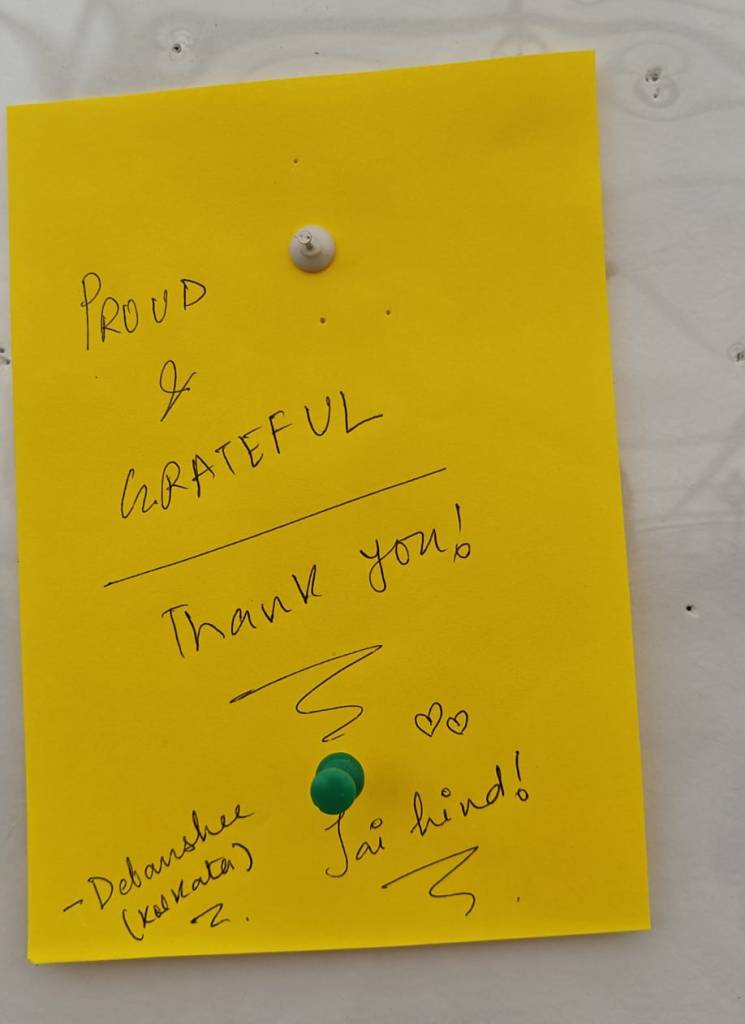 PROUD
&
GRATEFUL
Thank you!
Jai hind!
- Debanshee
(Kolkata)